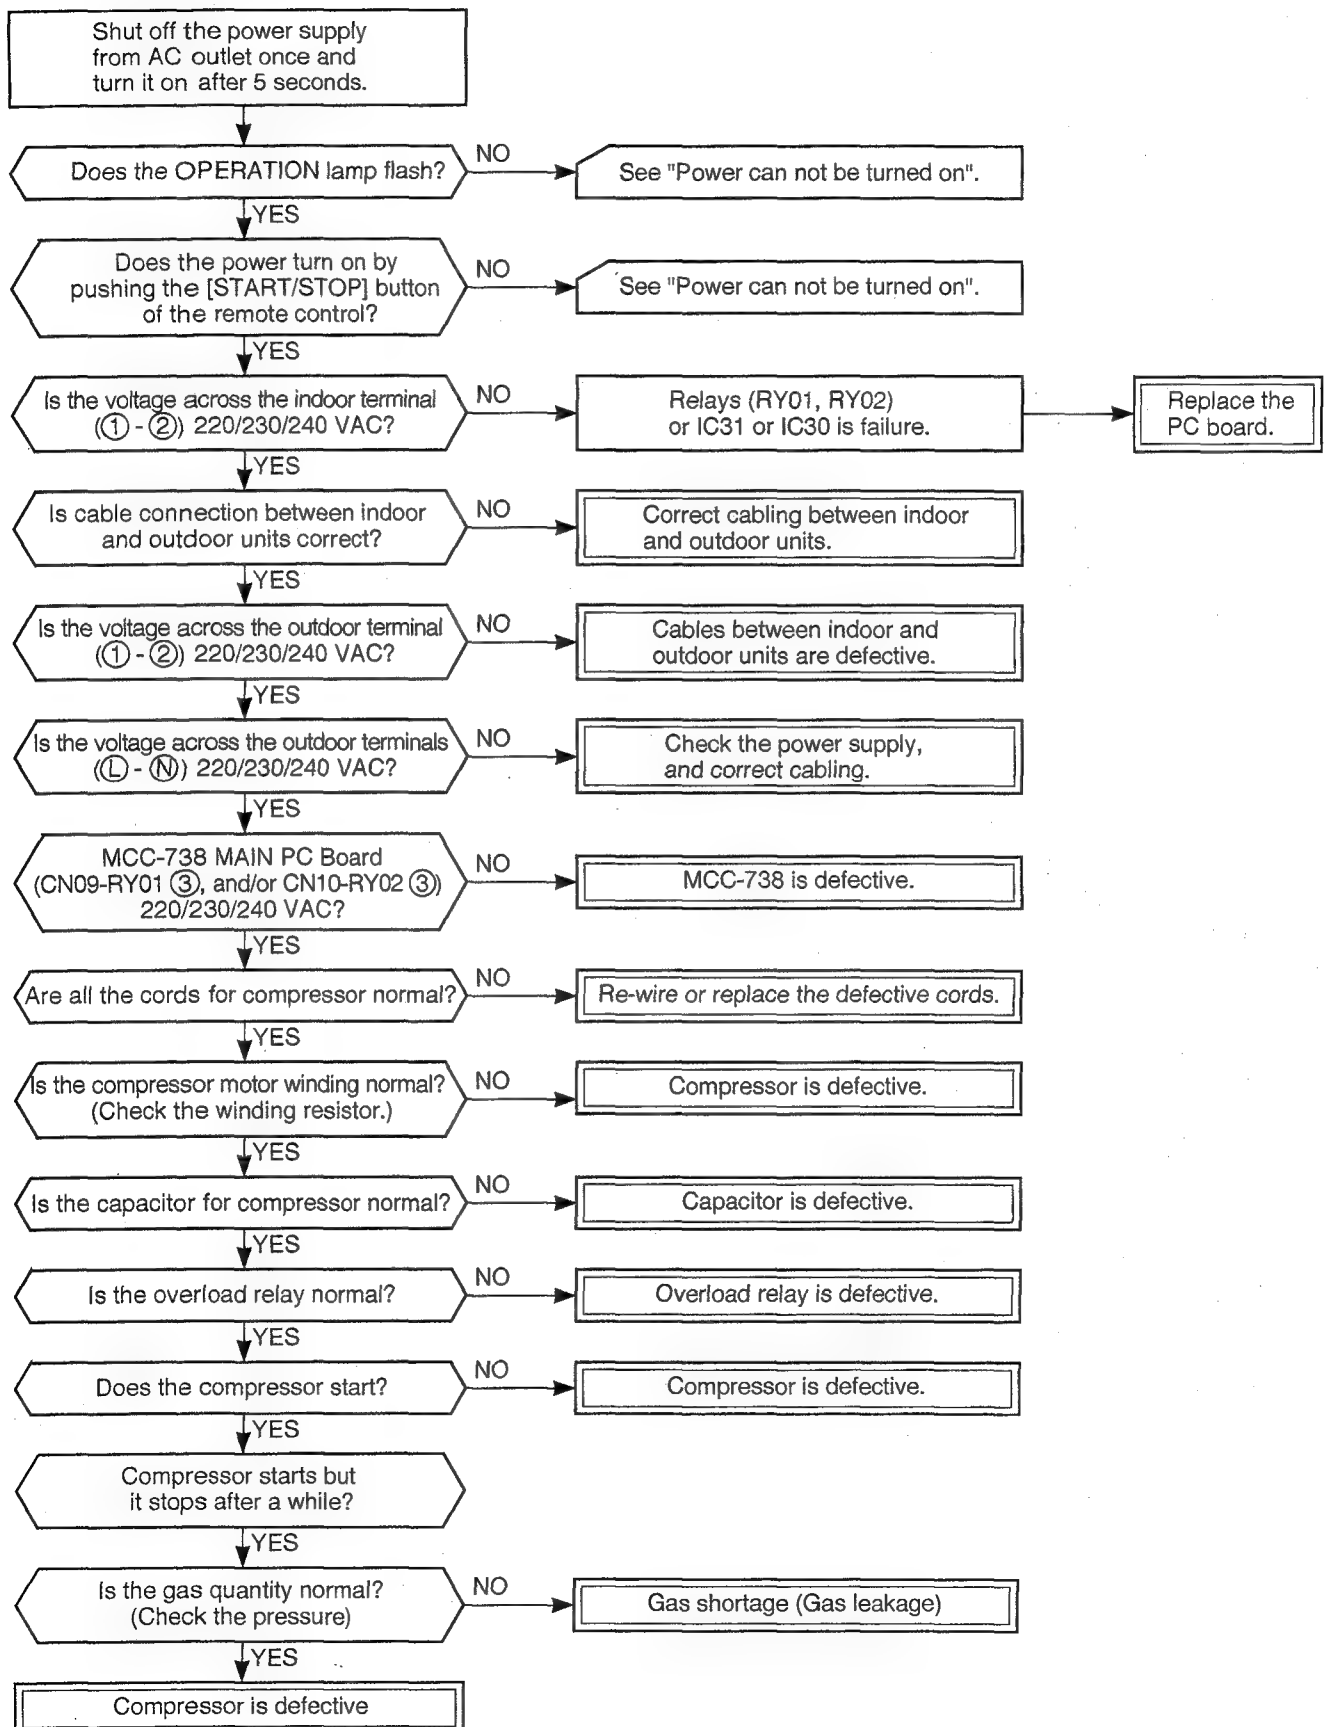 Shut off the power supply
from AC outlet once and
turn it on after 5 seconds.
Does the OPERATION lamp flash?
NO
See "Power can not be turned on".
YES
Does the power turn on by
pushing the [START/STOP] button
of the remote control?
NO
See "Power can not be turned on".
YES
Is the voltage across the indoor terminal
(① - ②) 220/230/240 VAC?
NO
Relays (RY01, RY02)
or IC31 or IC30 is failure.
Replace the
PC board.
YES
Is cable connection between indoor
and outdoor units correct?
NO
Correct cabling between indoor
and outdoor units.
YES
Is the voltage across the outdoor terminal
(① - ②) 220/230/240 VAC?
NO
Cables between indoor and
outdoor units are defective.
YES
Is the voltage across the outdoor terminals
(Ⓛ - Ⓝ) 220/230/240 VAC?
NO
Check the power supply,
and correct cabling.
YES
MCC-738 MAIN PC Board
(CN09-RY01 ③, and/or CN10-RY02 ③)
220/230/240 VAC?
NO
MCC-738 is defective.
YES
Are all the cords for compressor normal?
NO
Re-wire or replace the defective cords.
YES
Is the compressor motor winding normal?
(Check the winding resistor.)
NO
Compressor is defective.
YES
Is the capacitor for compressor normal?
NO
Capacitor is defective.
YES
Is the overload relay normal?
NO
Overload relay is defective.
YES
Does the compressor start?
NO
Compressor is defective.
YES
Compressor starts but
it stops after a while?
YES
Is the gas quantity normal?
(Check the pressure)
NO
Gas shortage (Gas leakage)
YES
Compressor is defective